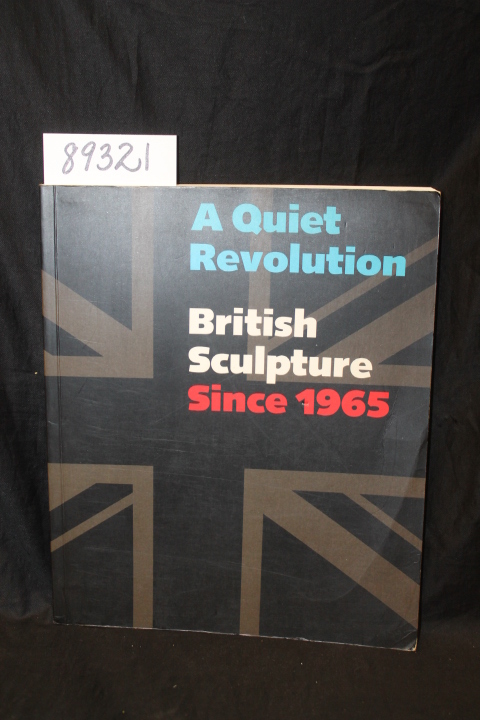 89321
A Quiet
Revolution
British
Sculpture
Since 1965